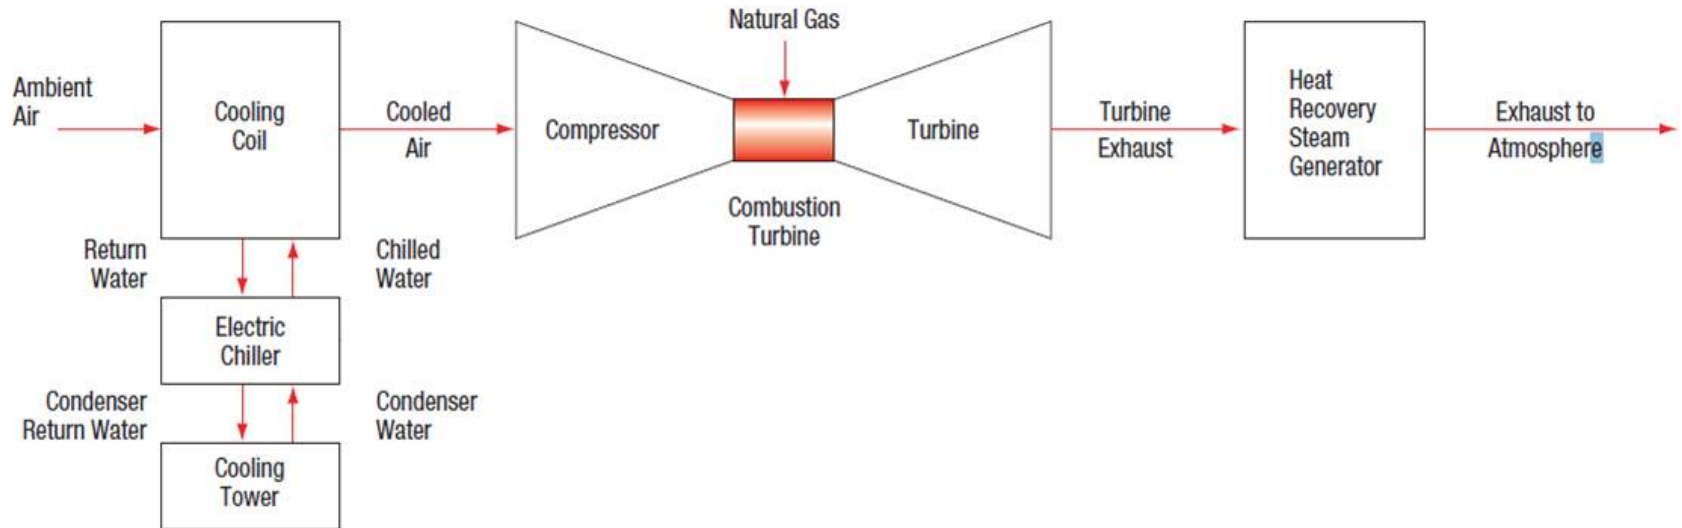 Natural Gas
Ambient
Air
Cooling
Coil
Cooled
Air
Compressor
Combustion
Turbine
Turbine
Turbine
Exhaust
Heat
Recovery
Steam
Generator
Exhaust to
Atmosphere
Return
Water
Chilled
Water
Electric
Chiller
Condenser
Return Water
Condenser
Water
Cooling
Tower